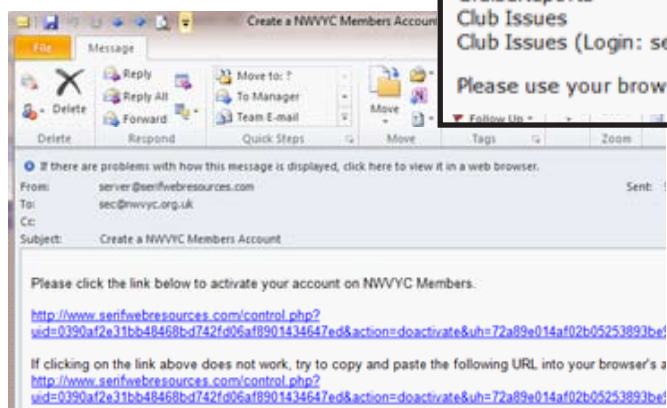 Create a NWVYC Members Account
Club Issues
Club Issues (Login: se
Please use your brow
File
Message
Delete
Reply
Reply All
Forward
Move to: ?
To Manager
Team E-mail
Move
Follow Up
Delete
Respond
Quick Steps
Move
Tags
Zoom
If there are problems with how this message is displayed, click here to view it in a web browser.
From: server@serifwebresources.com
Sent:
To: sec@nwvyc.org.uk
Cc:
Subject: Create a NWVYC Members Account
Please click the link below to activate your account on NWVYC Members.
http://www.serifwebresources.com/control.php?
uid=0390af2e31bb48468bd742fd06af8901434647ed&action=doactivate&uh=72a89e014af02b05253893be9
If clicking on the link above does not work, try to copy and paste the following URL into your browser's a
http://www.serifwebresources.com/control.php?
uid=0390af2e31bb48468bd742fd06af8901434647ed&action=doactivate&uh=72a89e014af02b05253893be9